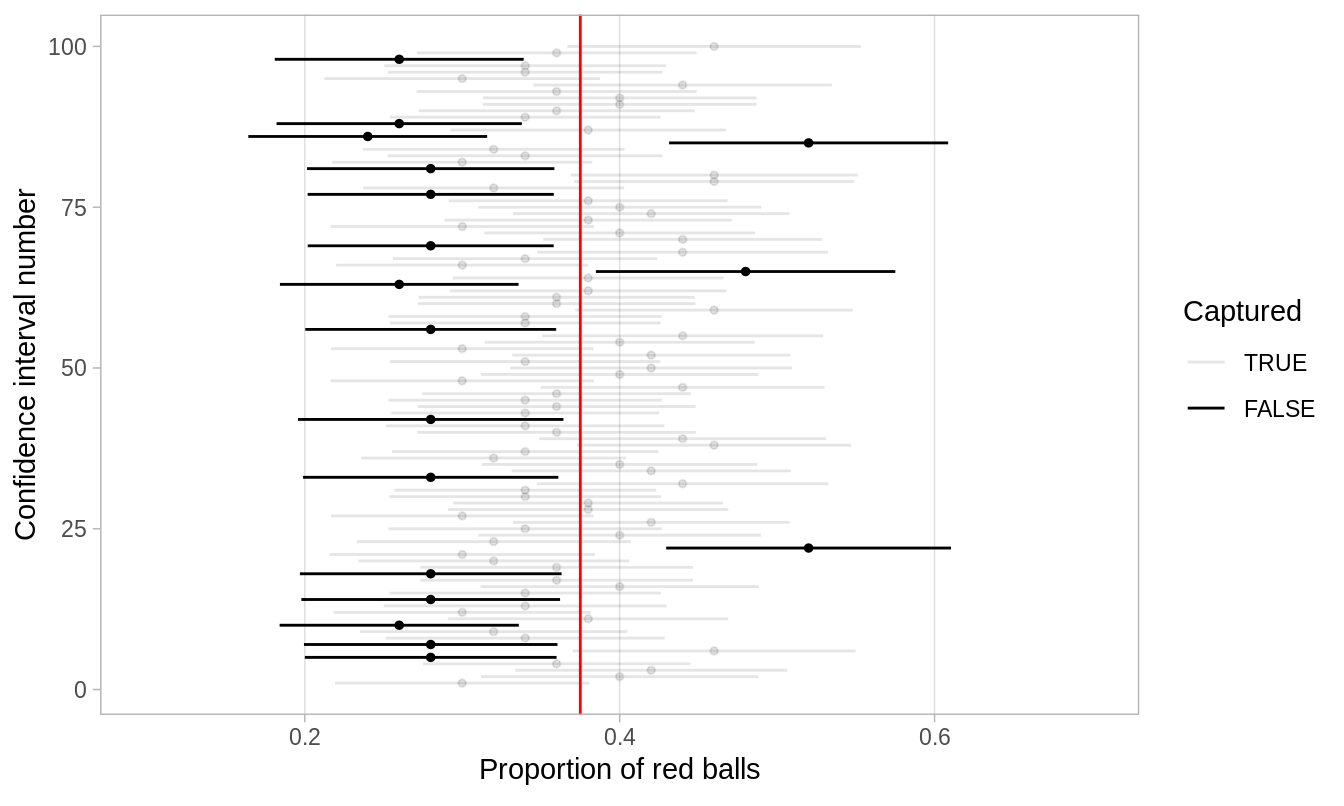 100
75
50
25
0
Confidence interval number
0.2 0.4 0.6
Proportion of red balls
Captured
TRUE
FALSE